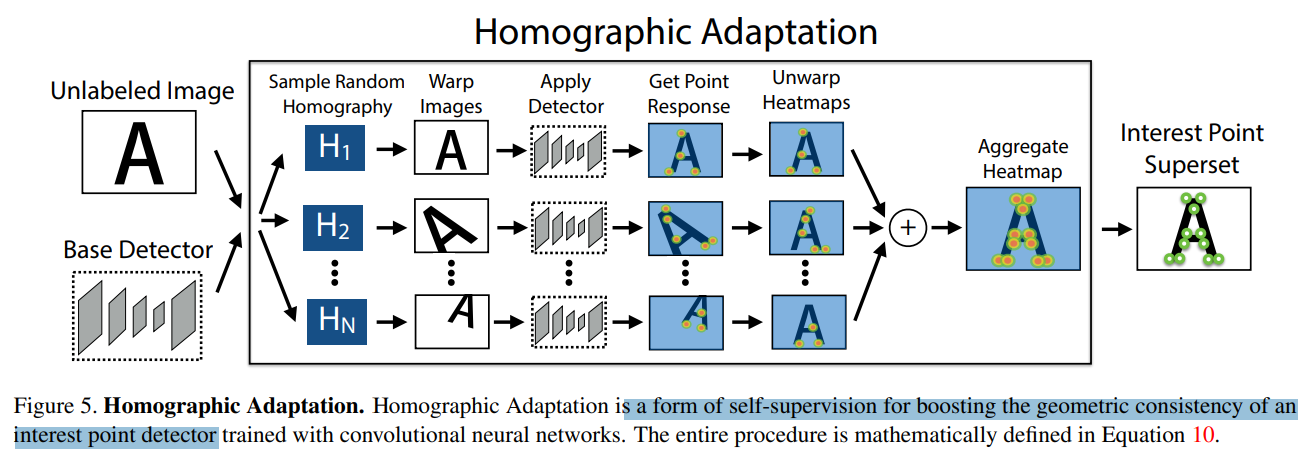 Homographic Adaptation
Unlabeled Image
A
Base Detector
Sample Random
Homography
Warp
Images
Apply
Detector
Get Point
Response
Unwarp
Heatmaps
H1
A
A
A
H2
A
A
A
HN
A
A
A
+
Aggregate
Heatmap
A
Interest Point
Superset
A
Figure 5. Homographic Adaptation. Homographic Adaptation is a form of self-supervision for boosting the geometric consistency of an
interest point detector trained with convolutional neural networks. The entire procedure is mathematically defined in Equation 10.